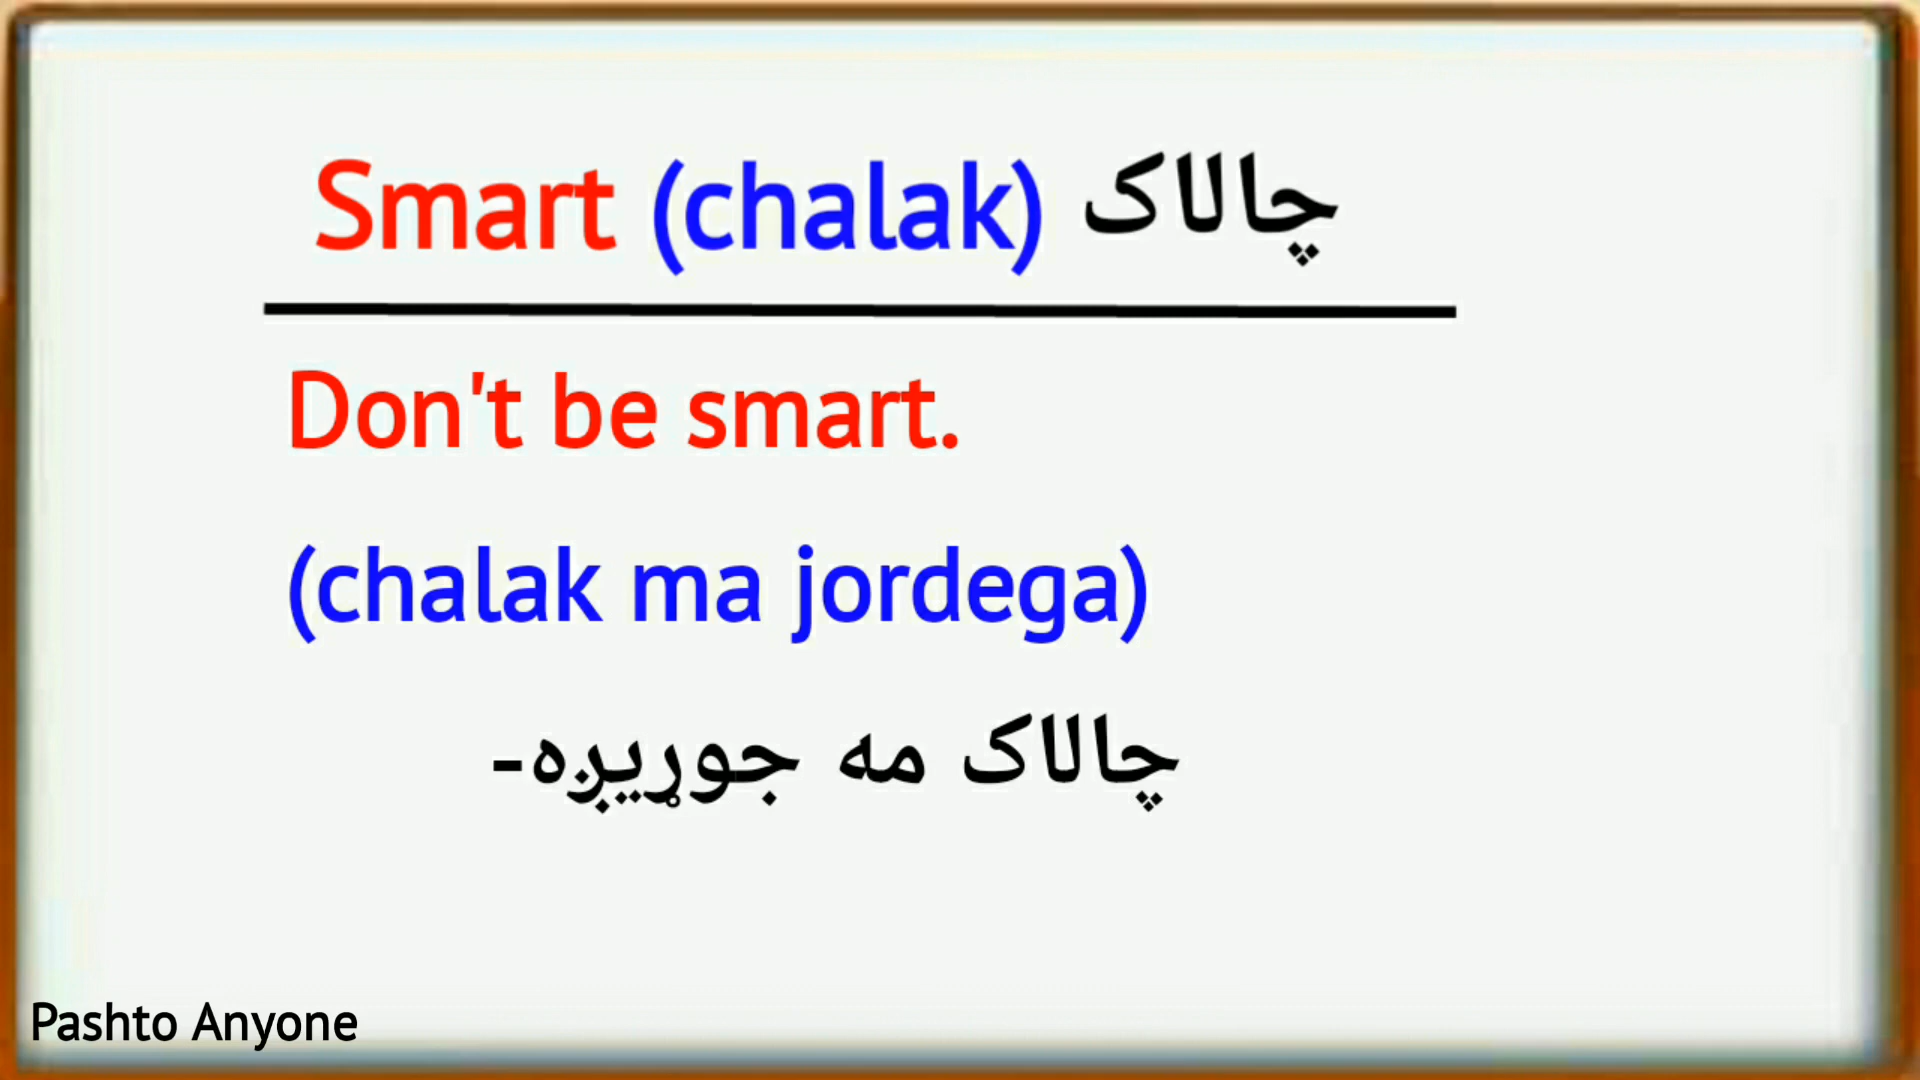 Smart (chalak) چالاک
Don't be smart.
(chalak ma jordega)
چالاک مه جوړیږه-
Pashto Anyone